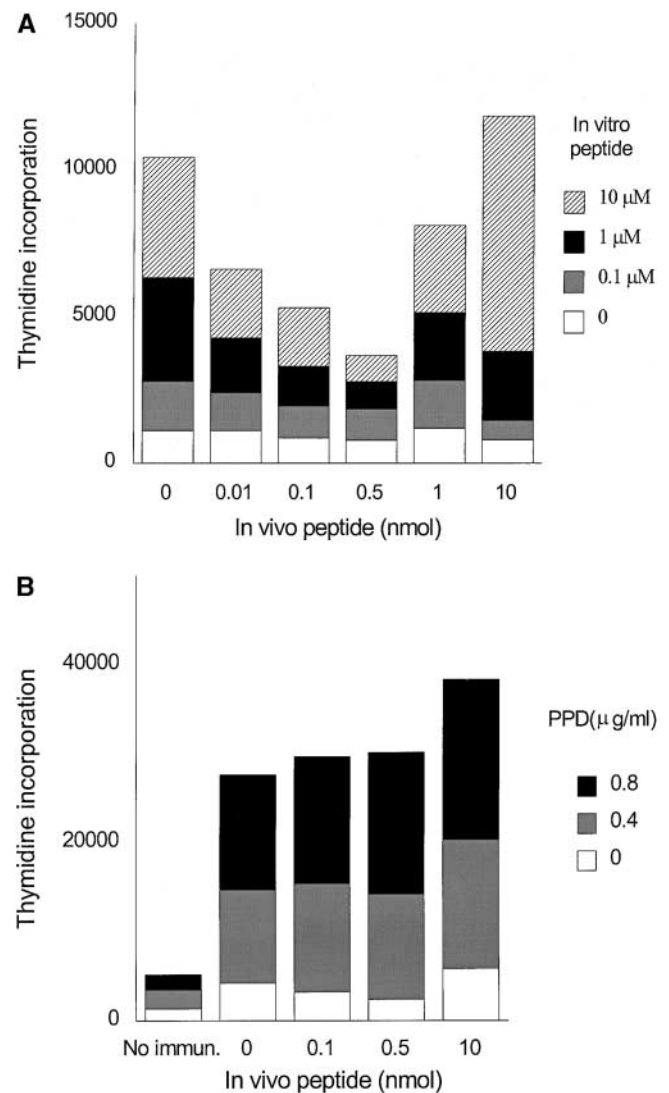 A
15000
10000
5000
0
Thymidine incorporation
In vitro
peptide
10 µM
1 µM
0.1 µM
0
0 0.01 0.1 0.5 1 10
In vivo peptide (nmol)
B
40000
20000
0
Thymidine incorporation
PPD(µ g/ml)
0.8
0.4
0
No immun. 0 0.1 0.5 10
In vivo peptide (nmol)